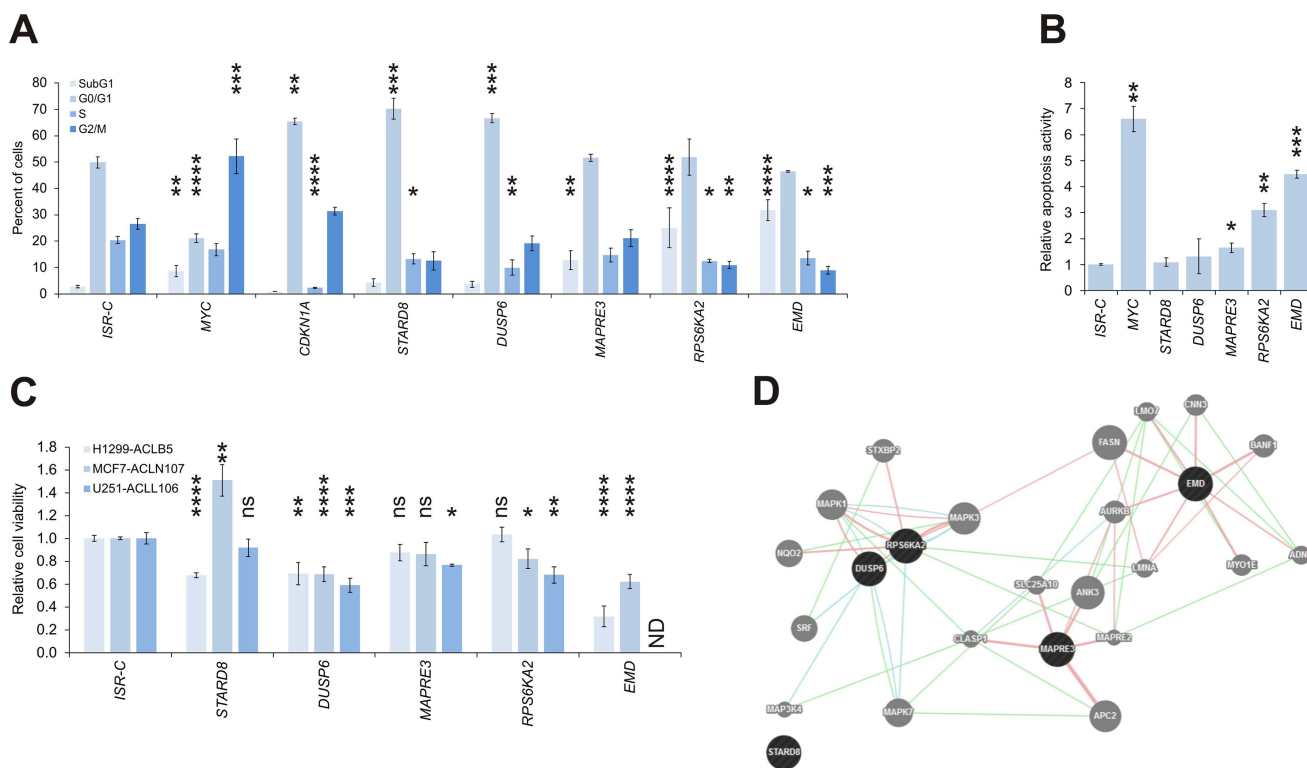 A
SubG1
G0/G1
S
G2/M
Percent of cells
80
70
60
50
40
30
20
10
0
**
****
***
**
****
****
*
****
**
**
****
*
**
****
*
***
ISR-C
MYC
CDKN1A
STARD8
DUSP6
MAPRE3
RPS6KA2
EMD
B
Relative apoptosis activity
8
7
6
5
4
3
2
1
0
**
*
**
***
ISR-C
MYC
STARD8
DUSP6
MAPRE3
RPS6KA2
EMD
C
H1299-ACLB5
MCF7-ACLN107
U251-ACLL106
Relative cell viability
1.8
1.6
1.4
1.2
1.0
0.8
0.6
0.4
0.2
0.0
****
**
ns
**
****
***
ns
ns
*
ns
*
**
****
****
ND
ISR-C
STARD8
DUSP6
MAPRE3
RPS6KA2
EMD
D
LMO7
CNN3
FASN
BANF1
STXBP2
EMD
MAPK1
MAPK3
AURKB
RPS6KA2
NQO2
ADN
DUSP6
LMNA
MYO1E
SLC25A10
ANK3
SRF
CLASP1
MAPRE2
MAPRE3
MAP3K4
MAPK7
APC2
STARD8